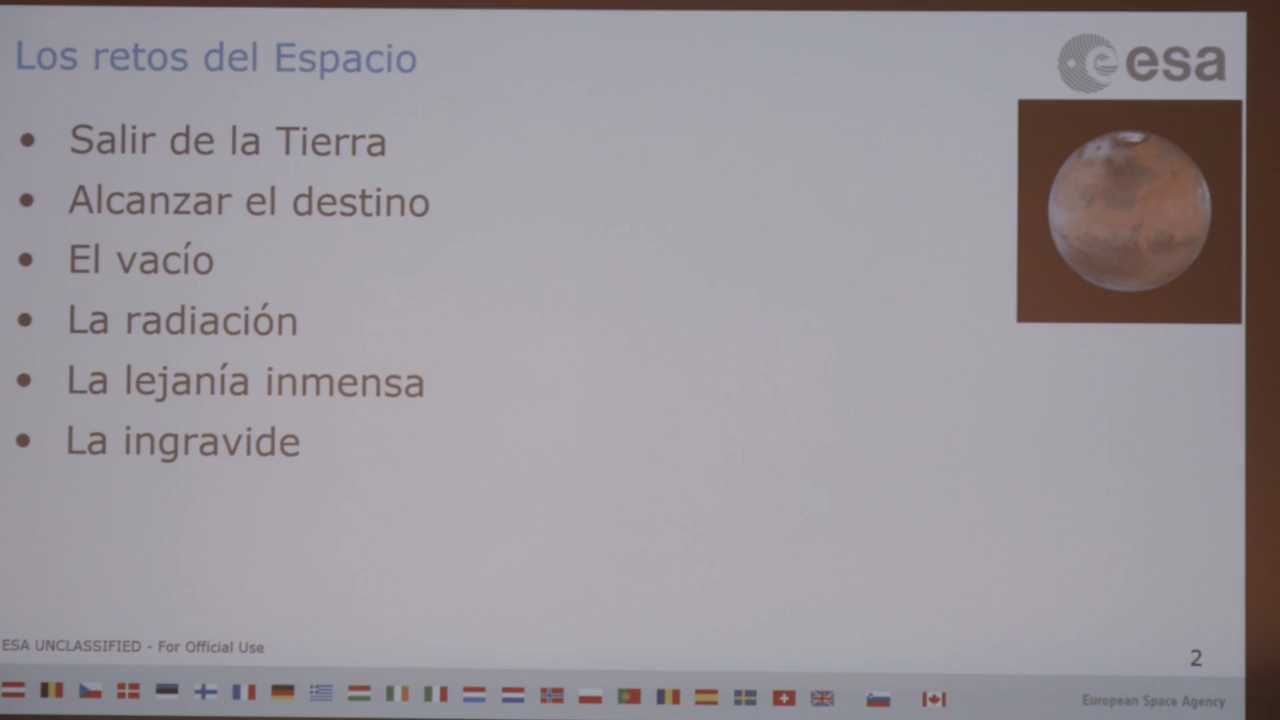 Los retos del Espacio
esa
• Salir de la Tierra
• Alcanzar el destino
• El vacío
• La radiación
• La lejanía inmensa
• La ingravide
ESA UNCLASSIFIED - For Official Use
2
European Space Agency